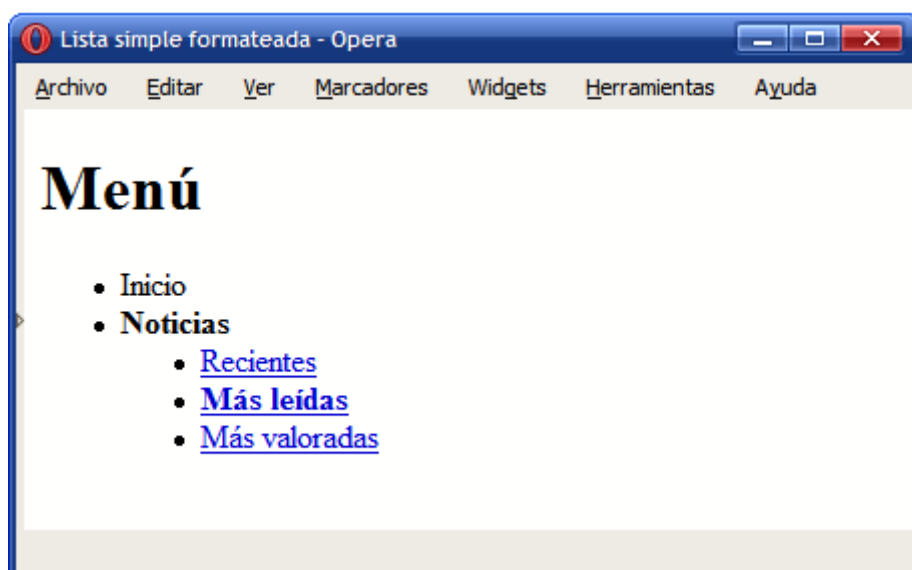 Lista simple formateada - Opera
Archivo Editar Ver Marcadores Widgets Herramientas Ayuda
Menú
Inicio
Noticias
Recientes
Más leídas
Más valoradas